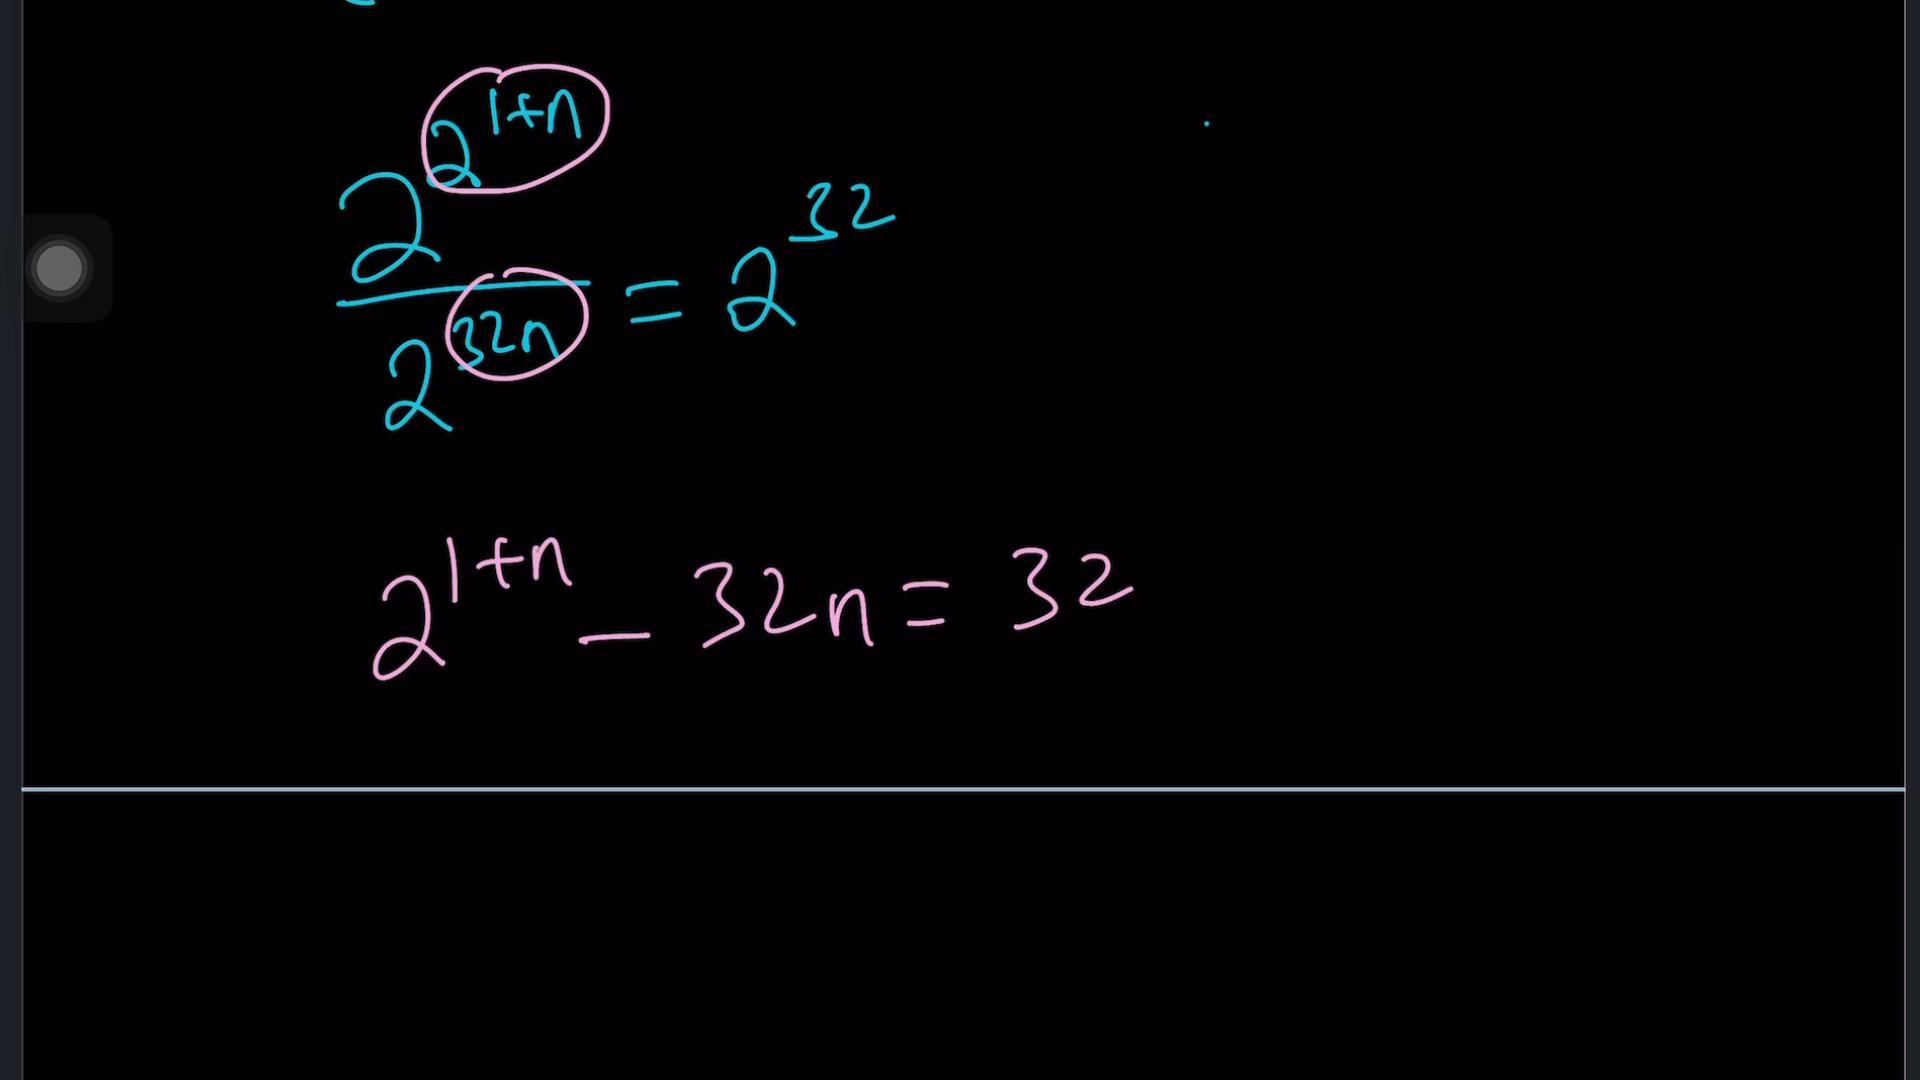 2^{2^{1+n}} / 2^{32n} = 2^{32}
2^{1+n} - 32n = 32